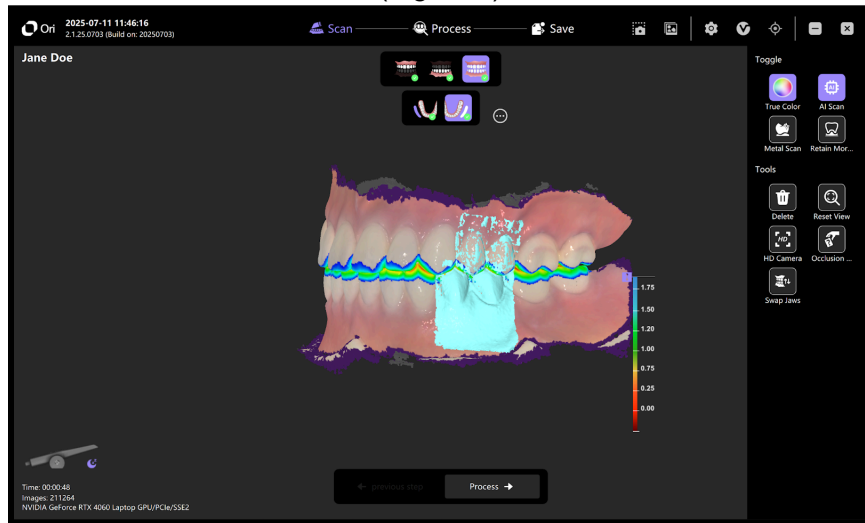 Ori
2025-07-11 11:46:16
2.1.25.0703 (Build on: 20250703)
Scan
Process
Save
Jane Doe
Toggle
True Color
AI Scan
Metal Scan
Retain Mor...
Tools
Delete
Reset View
HD
HD Camera
Occlusion ...
Swap Jaws
1.75
1.50
1.20
1.00
0.75
0.25
0.00
previous step
Process
Time: 00:00:48
Images: 211264
NVIDIA GeForce RTX 4060 Laptop GPU/PCIe/SSE2